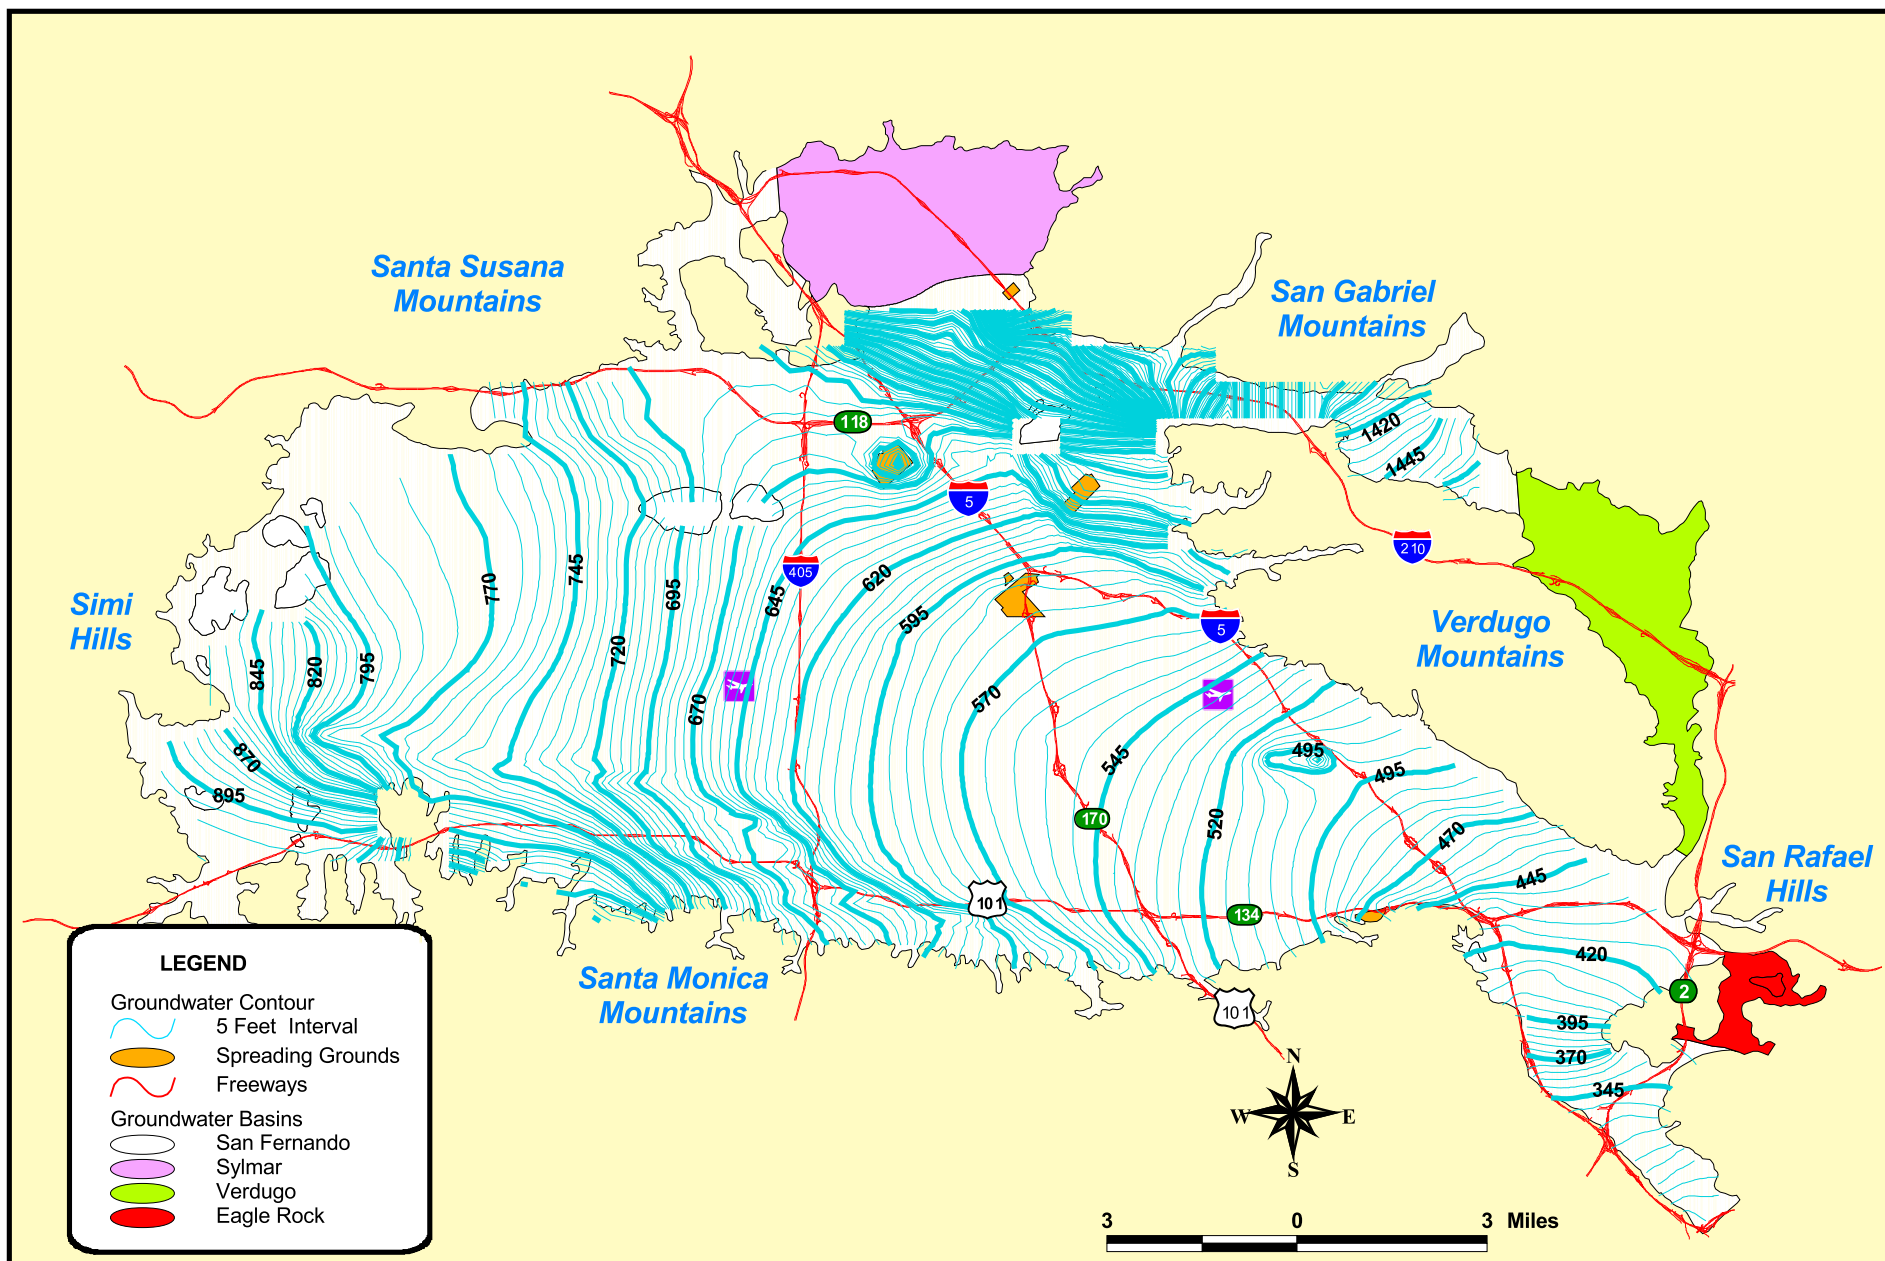 Santa Susana
Mountains
San Gabriel
Mountains
118
1420
1445
5
210
405
745
770
695
620
645
595
Simi
Hills
5
Verdugo
Mountains
720
845
820
795
670
570
545
495
495
870
895
170
520
470
San Rafael
Hills
445
101
134
420
2
Santa Monica
Mountains
101
395
370
345
LEGEND
Groundwater Contour
5 Feet Interval
Spreading Grounds
Freeways
Groundwater Basins
San Fernando
Sylmar
Verdugo
Eagle Rock
N
W E
S
3 0 3 Miles